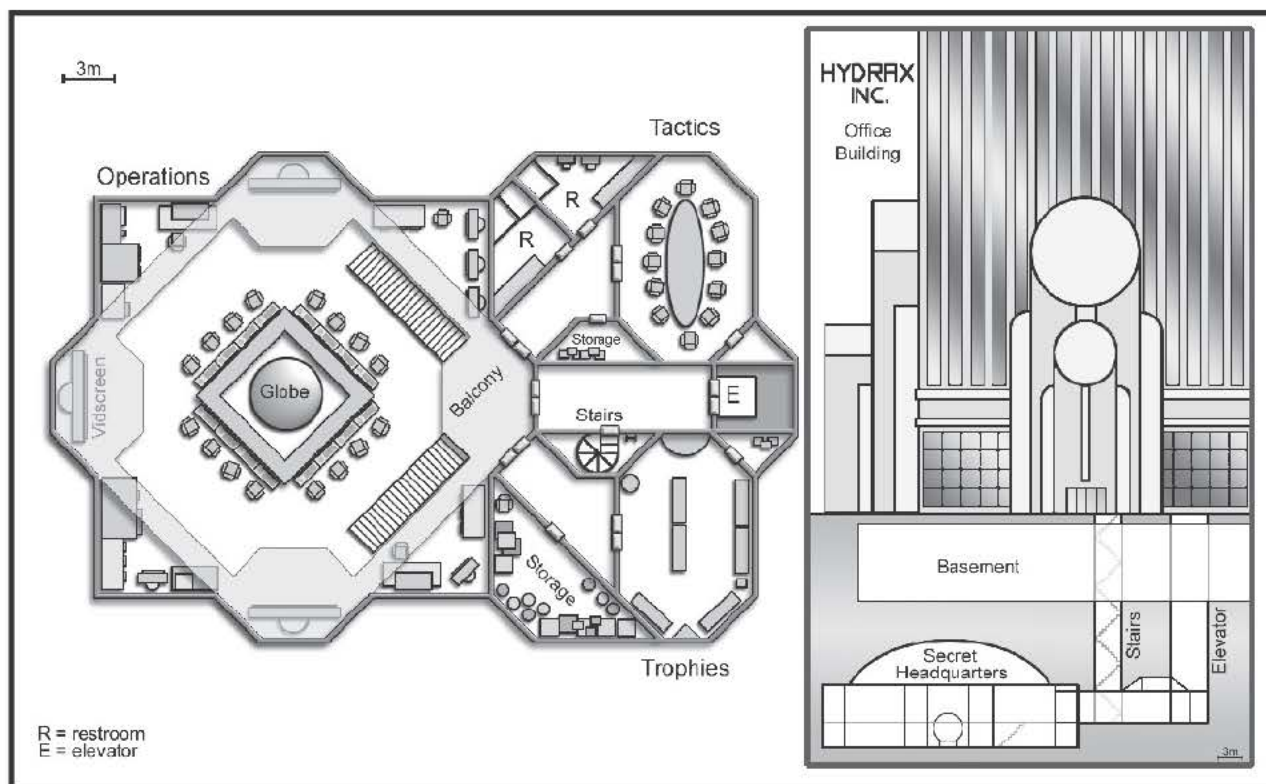 3m
Operations
Tactics
R
R
Storage
Vidscreen
Globe
Balcony
Stairs
E
Storage
Trophies
R = restroom
E = elevator
HYDRAX
INC.
Office
Building
Basement
Stairs
Elevator
Secret
Headquarters
3m